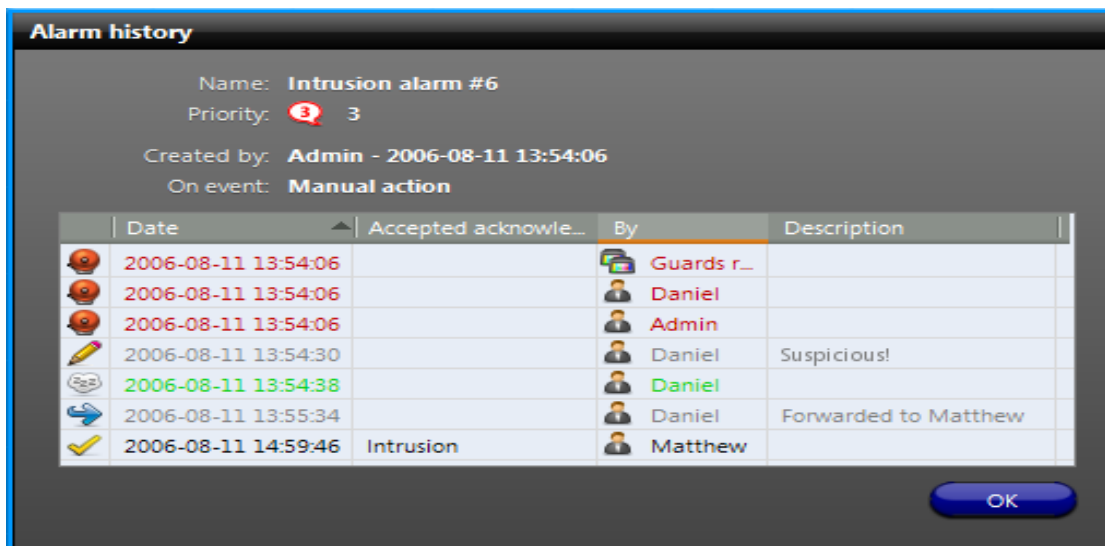 Alarm history
Name: Intrusion alarm #6
Priority: 3 3
Created by: Admin - 2006-08-11 13:54:06
On event: Manual action
Date Accepted acknowle... By Description
2006-08-11 13:54:06 Guards r...
2006-08-11 13:54:06 Daniel
2006-08-11 13:54:06 Admin
2006-08-11 13:54:30 Daniel Suspicious!
zzz 2006-08-11 13:54:38 Daniel
2006-08-11 13:55:34 Daniel Forwarded to Matthew
2006-08-11 14:59:46 Intrusion Matthew
OK